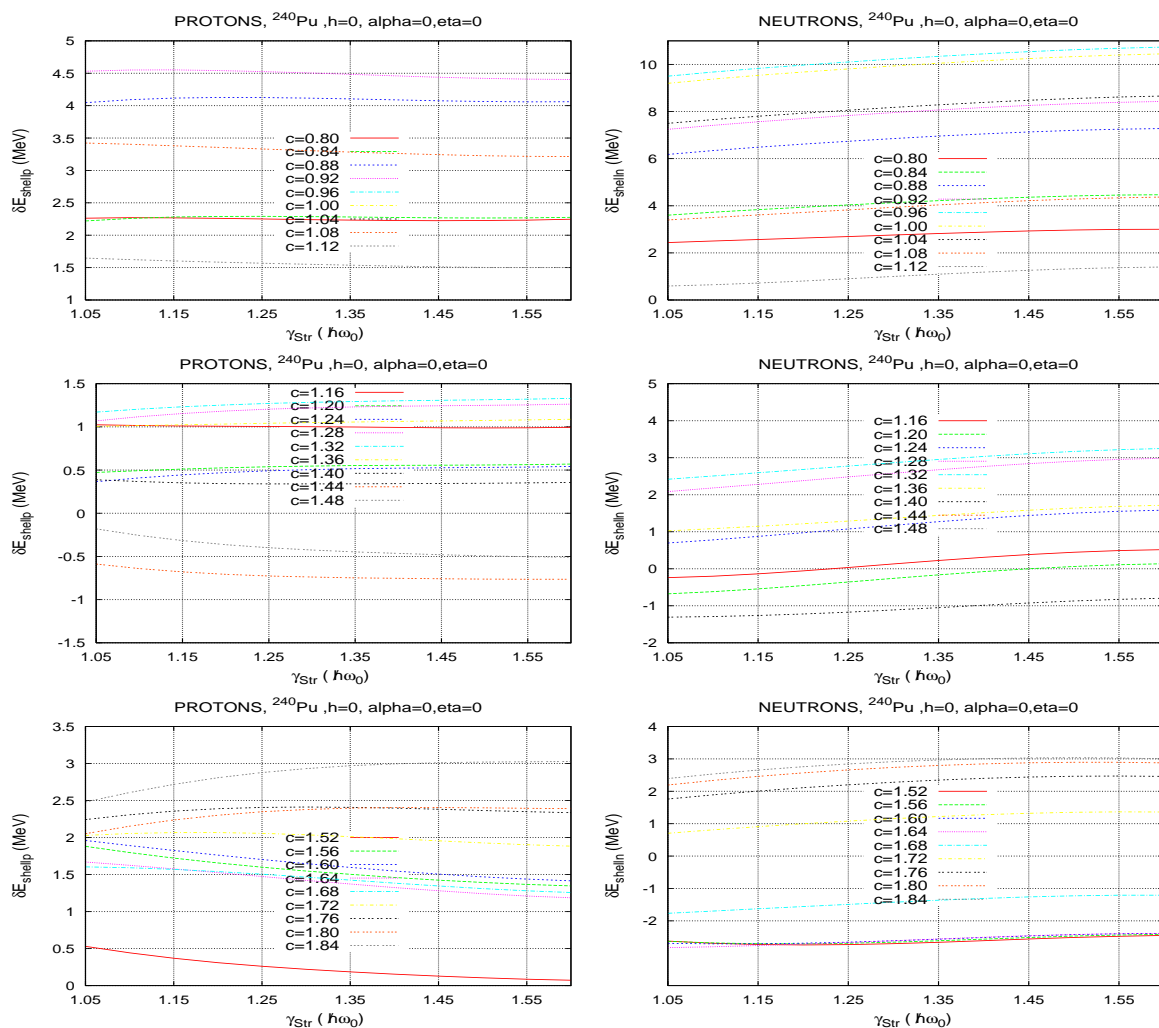 PROTONS, ²⁴⁰Pu ,h=0, alpha=0,eta=0
5
4.5
4
3.5
3
2.5
2
1.5
1
δE_shellp (MeV)
c=0.80
c=0.84
c=0.88
c=0.92
c=0.96
c=1.00
c=1.04
c=1.08
c=1.12
1.05 1.15 1.25 1.35 1.45 1.55
γ_Str ( ℏω₀)
NEUTRONS, ²⁴⁰Pu ,h=0, alpha=0,eta=0
10
8
6
4
2
0
δE_shelln (MeV)
c=0.80
c=0.84
c=0.88
c=0.92
c=0.96
c=1.00
c=1.04
c=1.08
c=1.12
1.05 1.15 1.25 1.35 1.45 1.55
γ_Str ( ℏω₀)
PROTONS, ²⁴⁰Pu ,h=0, alpha=0,eta=0
1.5
1
0.5
0
-0.5
-1
-1.5
δE_shellp (MeV)
c=1.16
c=1.20
c=1.24
c=1.28
c=1.32
c=1.36
c=1.40
c=1.44
c=1.48
1.05 1.15 1.25 1.35 1.45 1.55
γ_Str ( ℏω₀)
NEUTRONS, ²⁴⁰Pu ,h=0, alpha=0,eta=0
5
4
3
2
1
0
-1
-2
δE_shelln (MeV)
c=1.16
c=1.20
c=1.24
c=1.28
c=1.32
c=1.36
c=1.40
c=1.44
c=1.48
1.05 1.15 1.25 1.35 1.45 1.55
γ_Str ( ℏω₀)
PROTONS, ²⁴⁰Pu ,h=0, alpha=0,eta=0
3.5
3
2.5
2
1.5
1
0.5
0
δE_shellp (MeV)
c=1.52
c=1.56
c=1.60
c=1.64
c=1.68
c=1.72
c=1.76
c=1.80
c=1.84
1.05 1.15 1.25 1.35 1.45 1.55
γ_Str ( ℏω₀)
NEUTRONS, ²⁴⁰Pu ,h=0, alpha=0,eta=0
4
3
2
1
0
-1
-2
δE_shelln (MeV)
c=1.52
c=1.56
c=1.60
c=1.64
c=1.68
c=1.72
c=1.76
c=1.80
c=1.84
1.05 1.15 1.25 1.35 1.45 1.55
γ_Str ( ℏω₀)